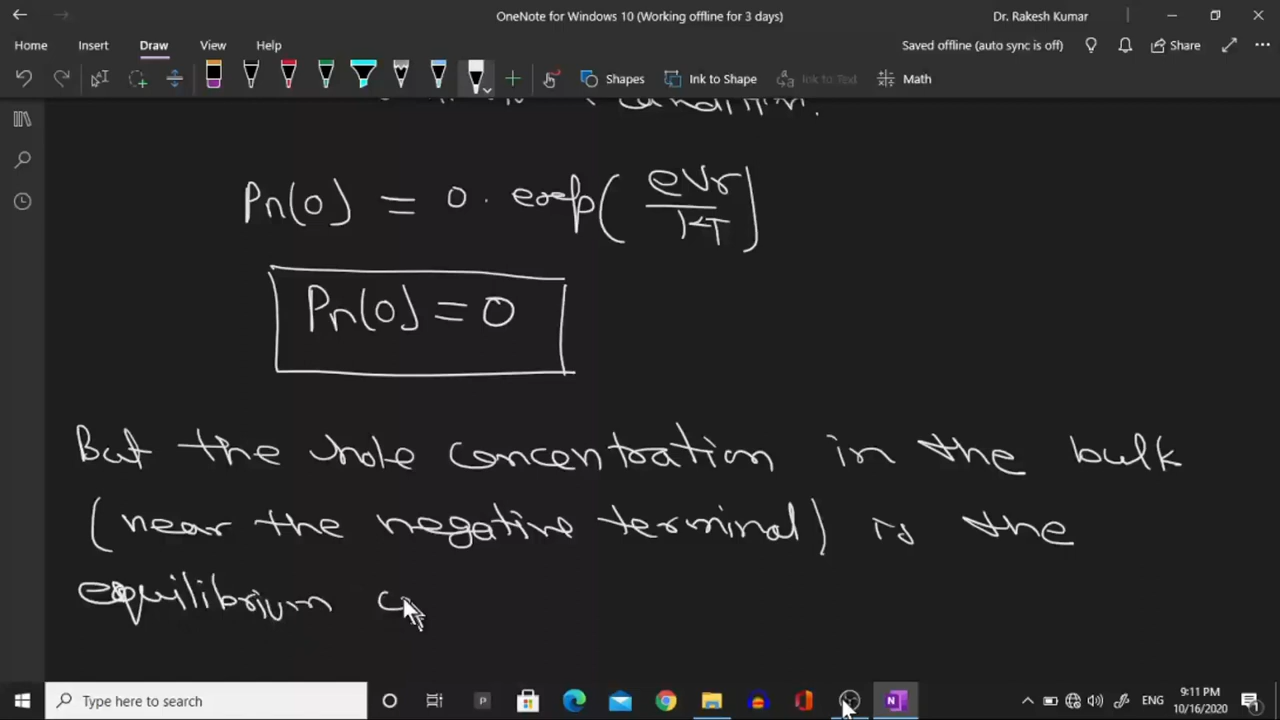 OneNote for Windows 10 (Working offline for 3 days)
Dr. Rakesh Kumar
Home Insert Draw View Help
Saved offline (auto sync is off) Share
Shapes Ink to Shape Ink to Text Math
condition.
Pn(0) = 0 . exp(eVr/KT)
Pn(0) = 0
But the hole concentration in the bulk
(near the negative terminal) is the
equilibrium c
Type here to search
ENG
9:11 PM
10/16/2020
1